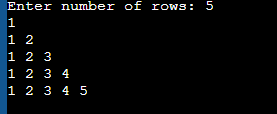 Enter number of rows: 5
1
1 2
1 2 3
1 2 3 4
1 2 3 4 5